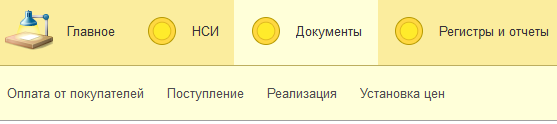 Главное НСИ Документы Регистры и отчеты
Оплата от покупателей Поступление Реализация Установка цен